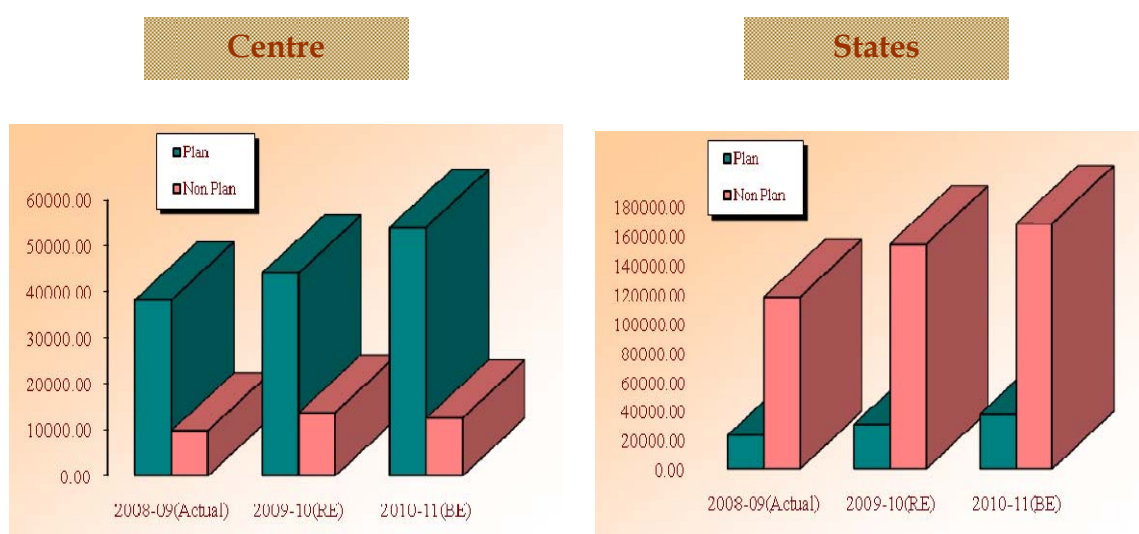 Centre
States
Plan
Non Plan
60000.00
50000.00
40000.00
30000.00
20000.00
10000.00
0.00
2008-09(Actual) 2009-10(RE) 2010-11(BE)
Plan
Non Plan
180000.00
160000.00
140000.00
120000.00
100000.00
80000.00
60000.00
40000.00
20000.00
0.00
2008-09(Actual) 2009-10(RE) 2010-11(BE)